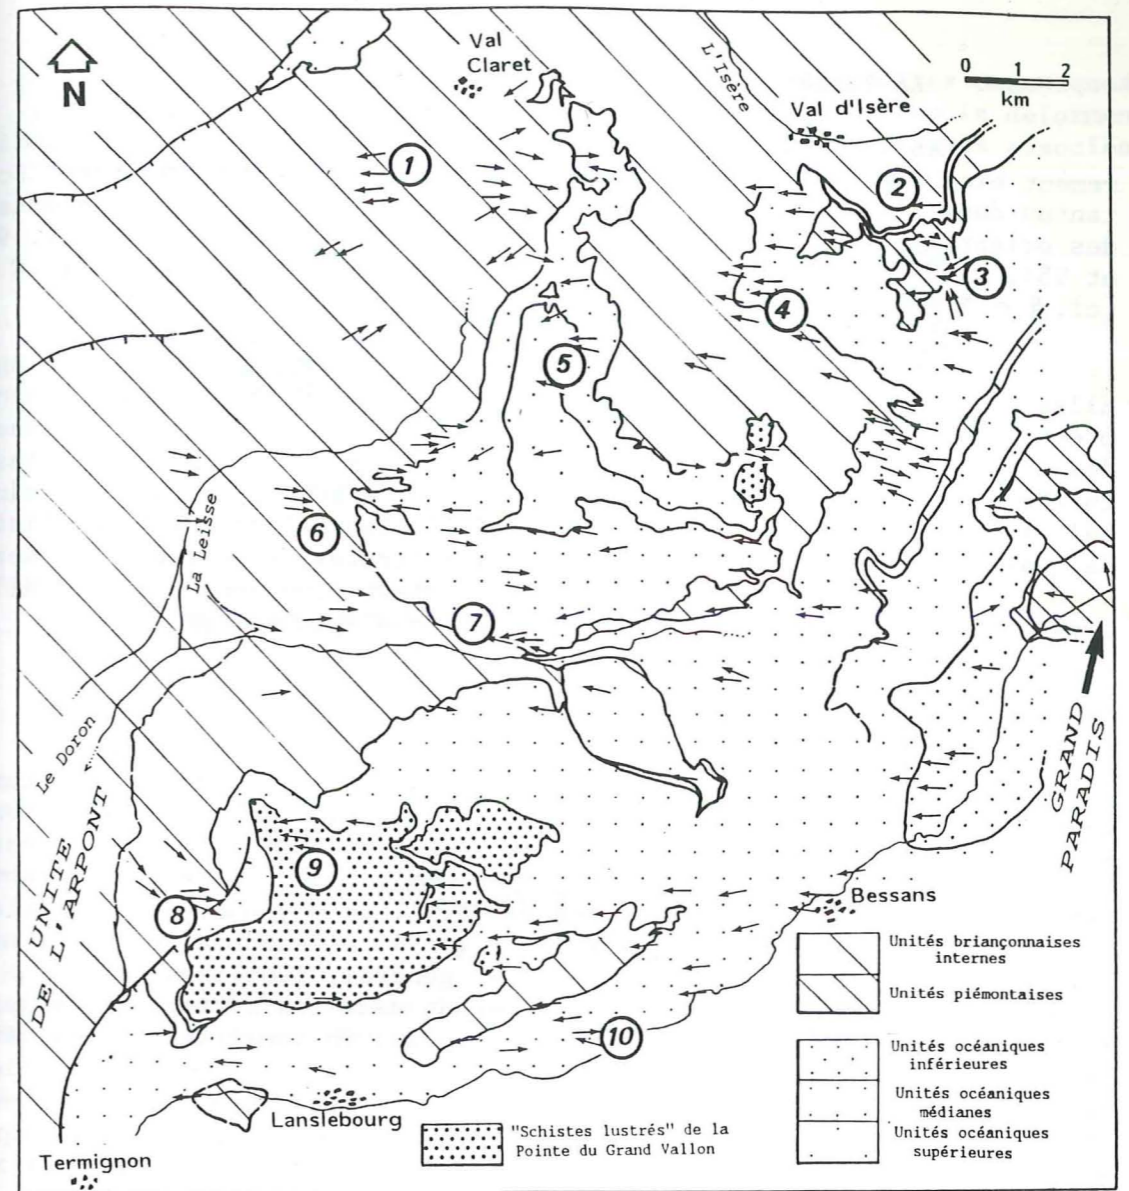 N
Val
Claret
L'Isère
0 1 2
km
Val d'Isère
1
2
3
4
5
6
7
8
9
10
La Leisse
Le Doron
UNITE
DE L'ARPONT
GRAND
PARADIS
Bessans
Lanslebourg
Termignon
Unités briançonnaises
internes
Unités piémontaises
Unités océaniques
inférieures
Unités océaniques
médianes
Unités océaniques
supérieures
"Schistes lustrés" de la
Pointe du Grand Vallon